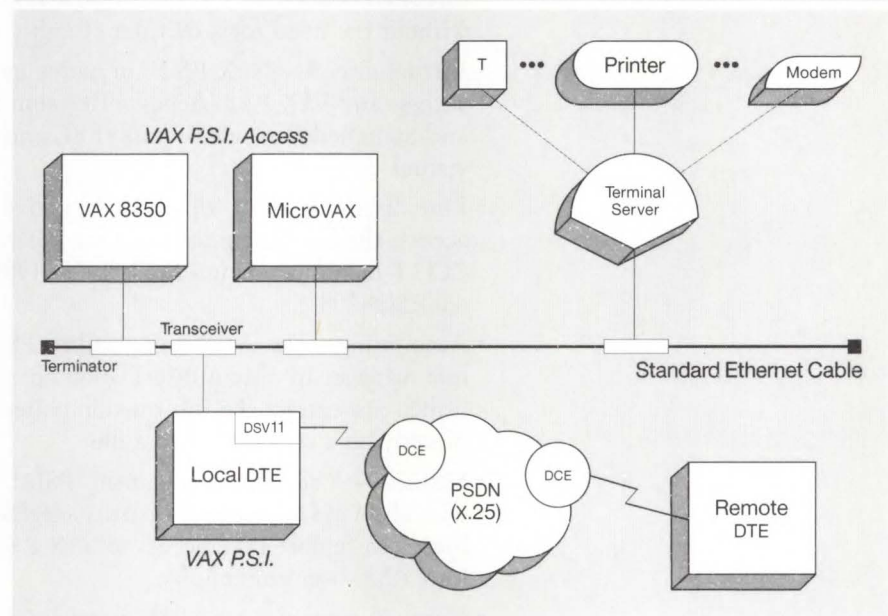 T
Printer
Modem
VAX P.S.I. Access
VAX 8350
MicroVAX
Terminal
Server
Transceiver
Terminator
Standard Ethernet Cable
DSV11
Local DTE
VAX P.S.I.
DCE
PSDN
(X.25)
DCE
Remote
DTE